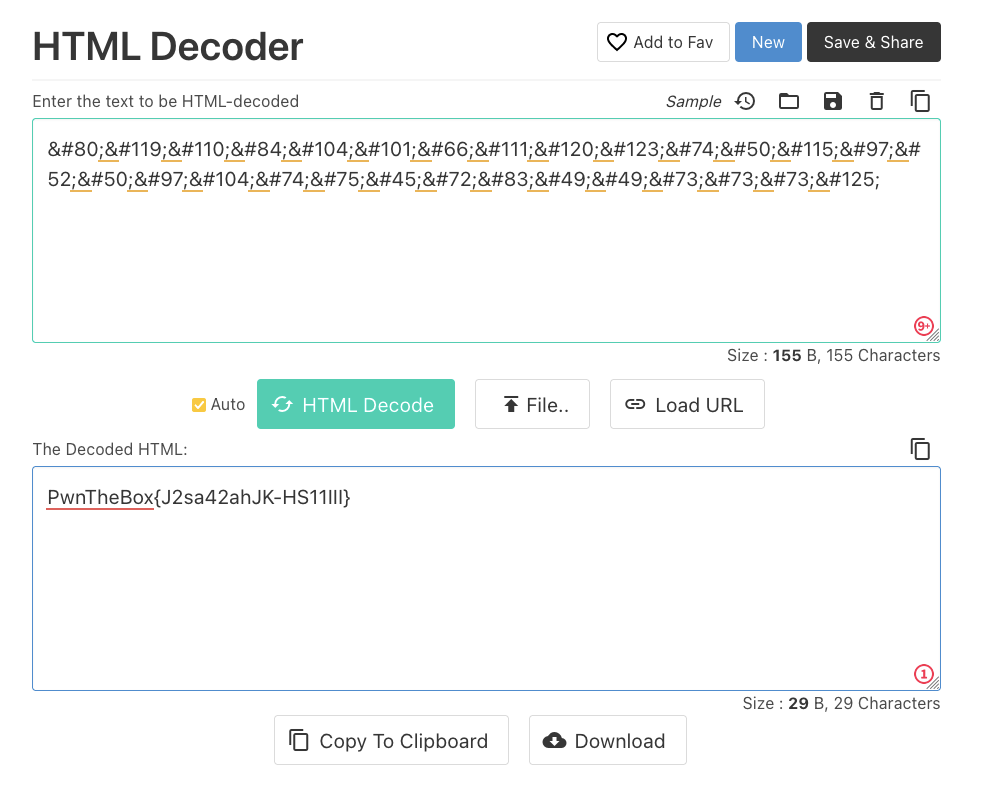 HTML Decoder
Add to Fav
New
Save & Share
Enter the text to be HTML-decoded
Sample
&#80;&#119;&#110;&#84;&#104;&#101;&#66;&#111;&#120;&#123;&#74;&#50;&#115;&#97;&#
52;&#50;&#97;&#104;&#74;&#75;&#45;&#72;&#83;&#49;&#49;&#73;&#73;&#73;&#125;
9+
Size : 155 B, 155 Characters
Auto
HTML Decode
File..
Load URL
The Decoded HTML:
PwnTheBox{J2sa42ahJK-HS11III}
1
Size : 29 B, 29 Characters
Copy To Clipboard
Download